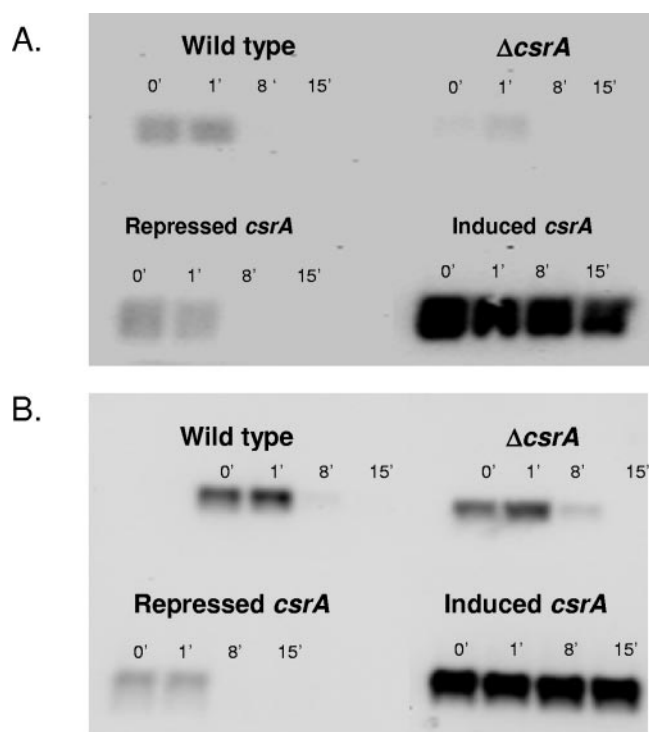 A.
Wild type ΔcsrA
0' 1' 8 ' 15' 0' 1' 8' 15'
Repressed csrA Induced csrA
0' 1' 8' 15' 0' 1' 8' 15'
B.
Wild type ΔcsrA
0' 1' 8' 15' 0' 1' 8' 15'
Repressed csrA Induced csrA
0' 1' 8' 15' 0' 1' 8' 15'